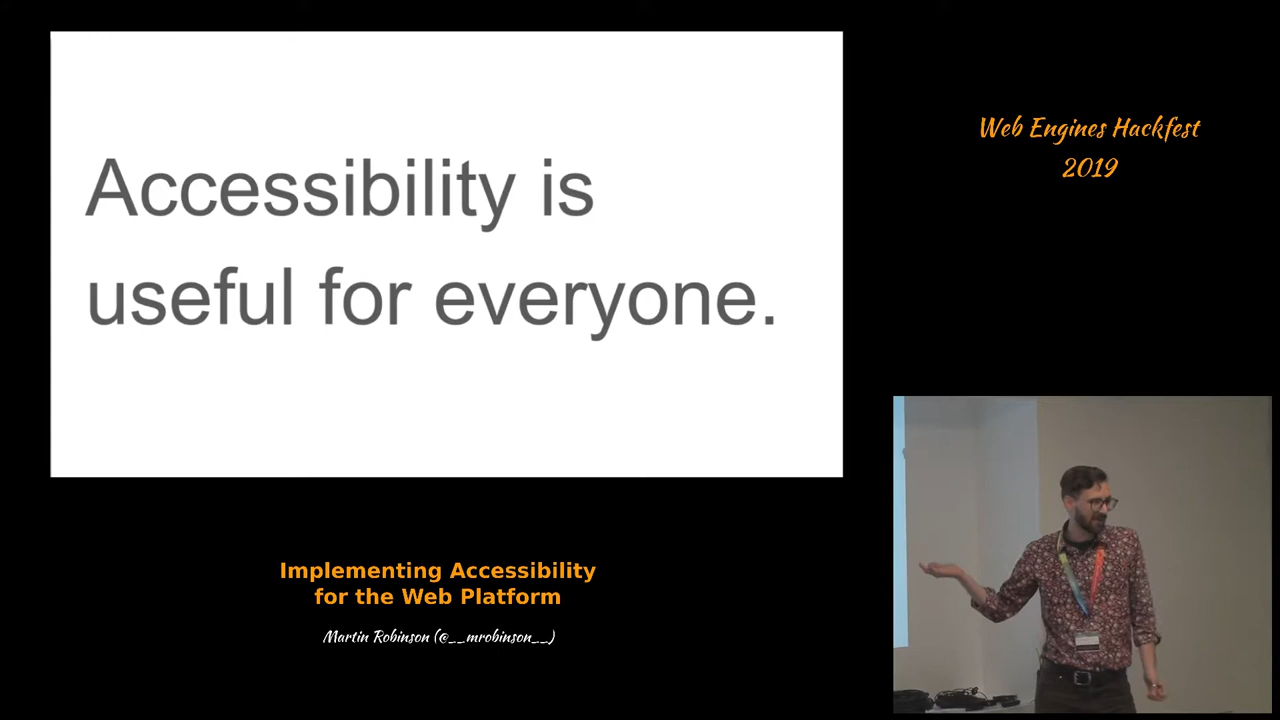 Accessibility is
useful for everyone.
Web Engines Hackfest
2019
Implementing Accessibility
for the Web Platform
Martin Robinson (@__mrobinson__)